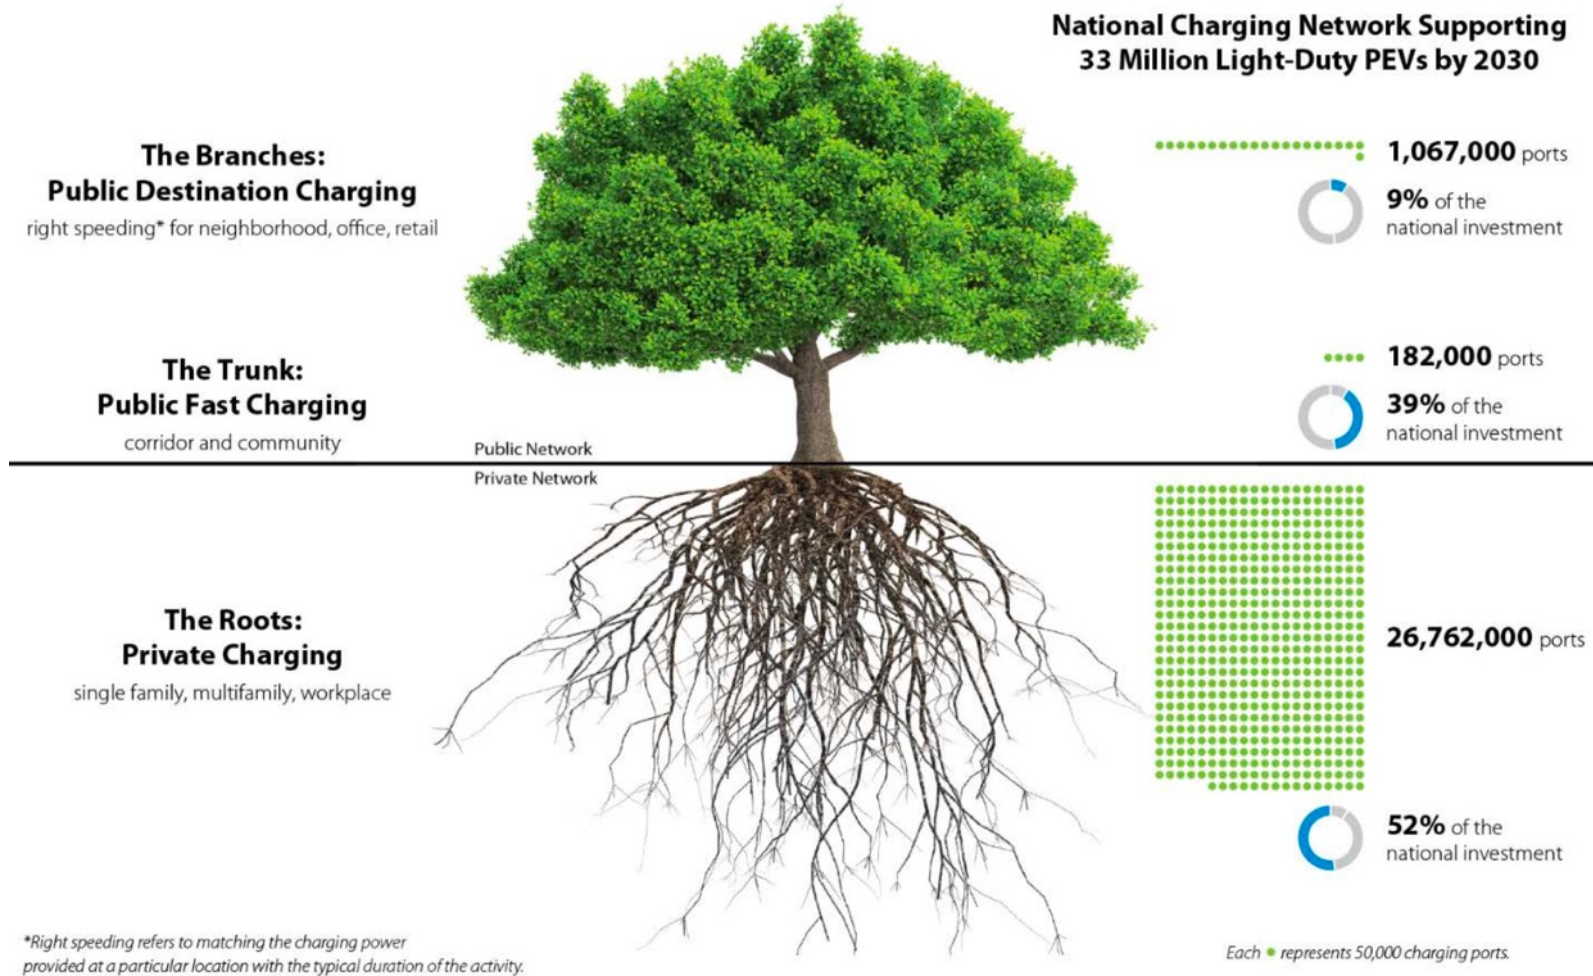 National Charging Network Supporting
33 Million Light-Duty PEVs by 2030
The Branches:
Public Destination Charging
right speeding* for neighborhood, office, retail
1,067,000 ports
9% of the
national investment
The Trunk:
Public Fast Charging
corridor and community
182,000 ports
39% of the
national investment
Public Network
Private Network
The Roots:
Private Charging
single family, multifamily, workplace
26,762,000 ports
52% of the
national investment
*Right speeding refers to matching the charging power
provided at a particular location with the typical duration of the activity.
Each ● represents 50,000 charging ports.